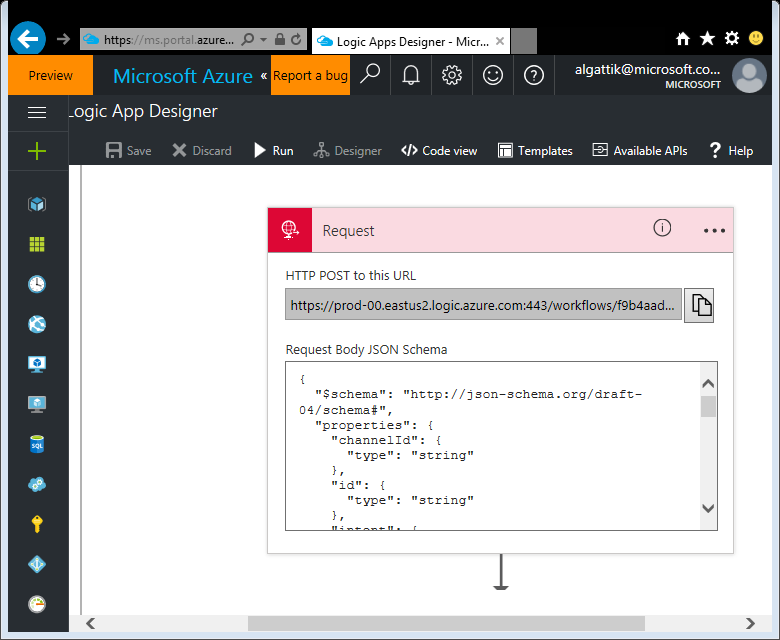 https://ms.portal.azure...
Logic Apps Designer - Micr...
Preview
Microsoft Azure «
Report a bug
algattik@microsoft.co...
MICROSOFT
Logic App Designer
Save
Discard
Run
Designer
Code view
Templates
Available APIs
Help
Request
HTTP POST to this URL
https://prod-00.eastus2.logic.azure.com:443/workflows/f9b4aad...
Request Body JSON Schema
{
"$schema": "http://json-schema.org/draft-
04/schema#",
"properties": {
"channelId": {
"type": "string"
},
"id": {
"type": "string"
},
"intent": {
SQL